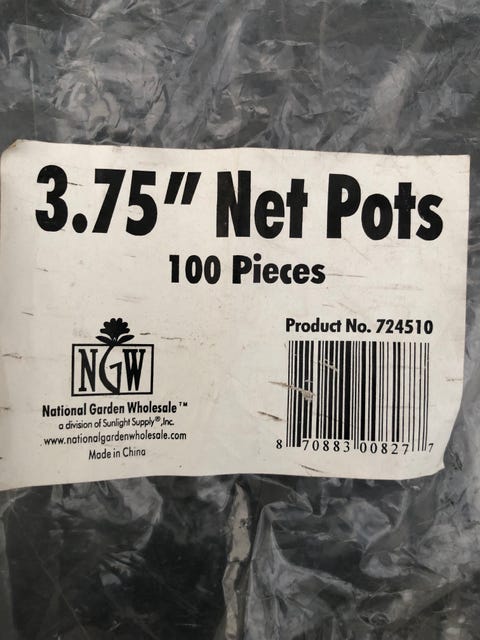 3.75" Net Pots
100 Pieces
Product No. 724510
NGW
National Garden Wholesale™
a division of Sunlight Supply®, Inc.
www.nationalgardenwholesale.com
Made in China
8 70883 00827 7